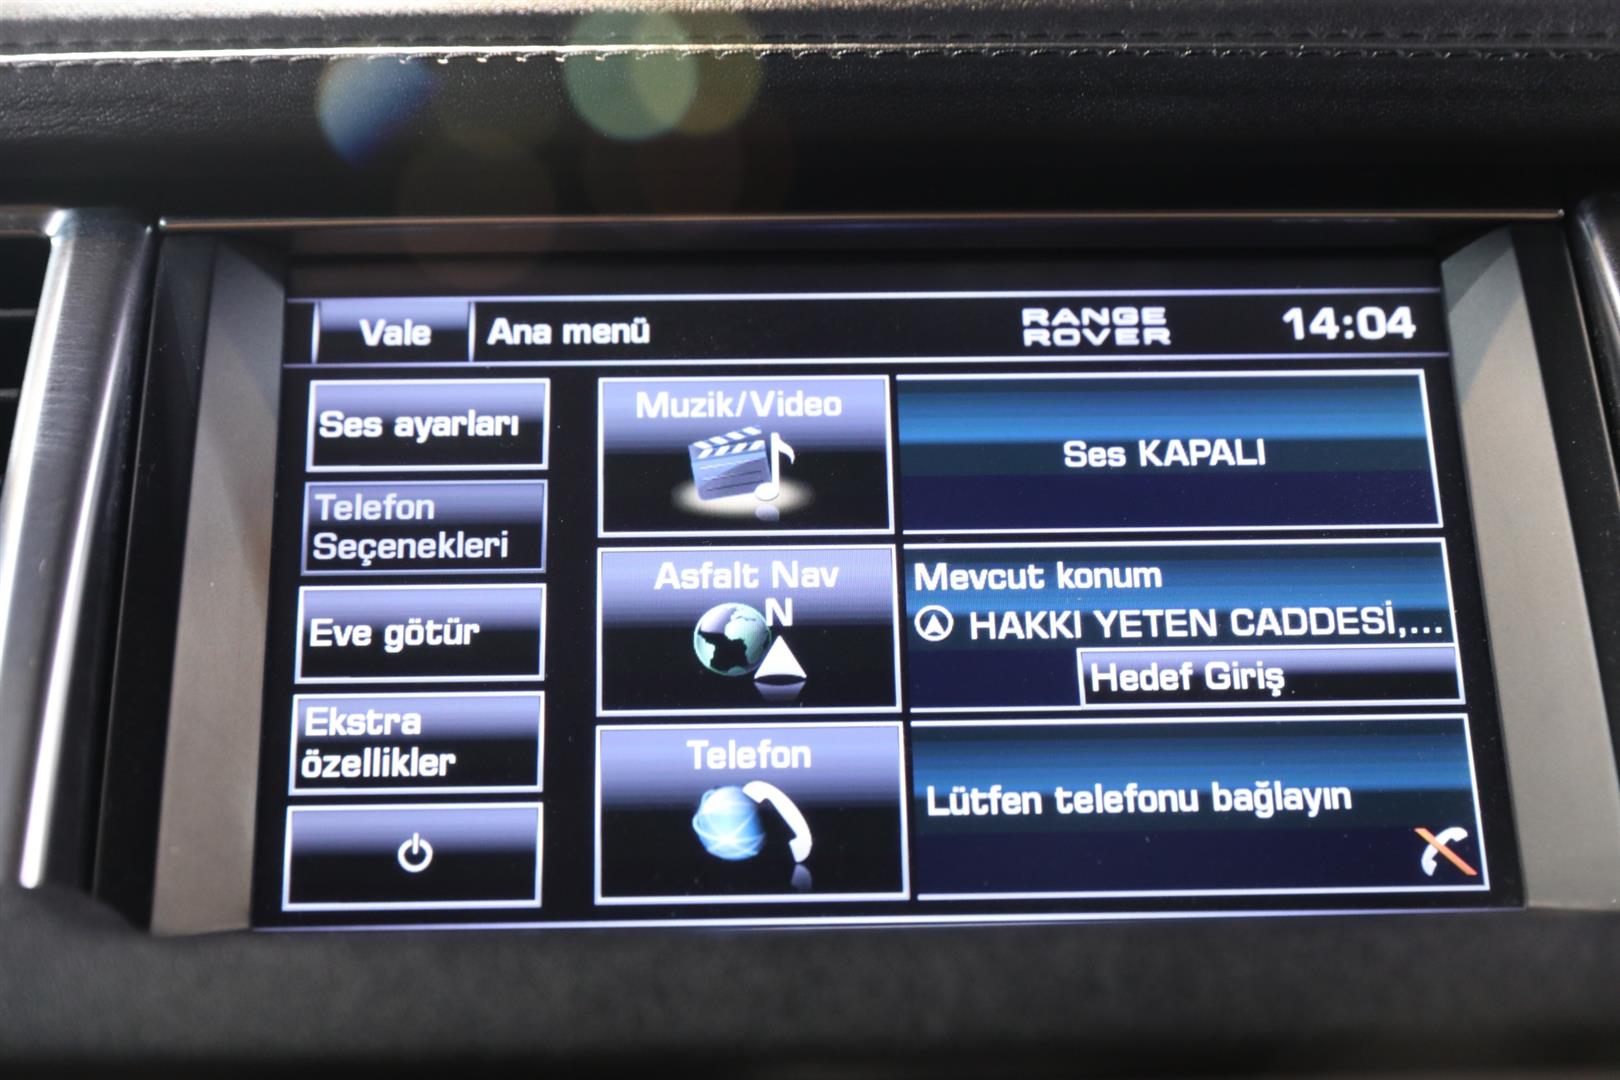 Vale
Ana menü
RANGE
ROVER
14:04
Ses ayarları
Telefon
Seçenekleri
Eve götür
Ekstra
özellikler
Muzik/Video
Ses KAPALI
Asfalt Nav
N
Mevcut konum
HAKKI YETEN CADDESİ,...
Hedef Giriş
Telefon
Lütfen telefonu bağlayın